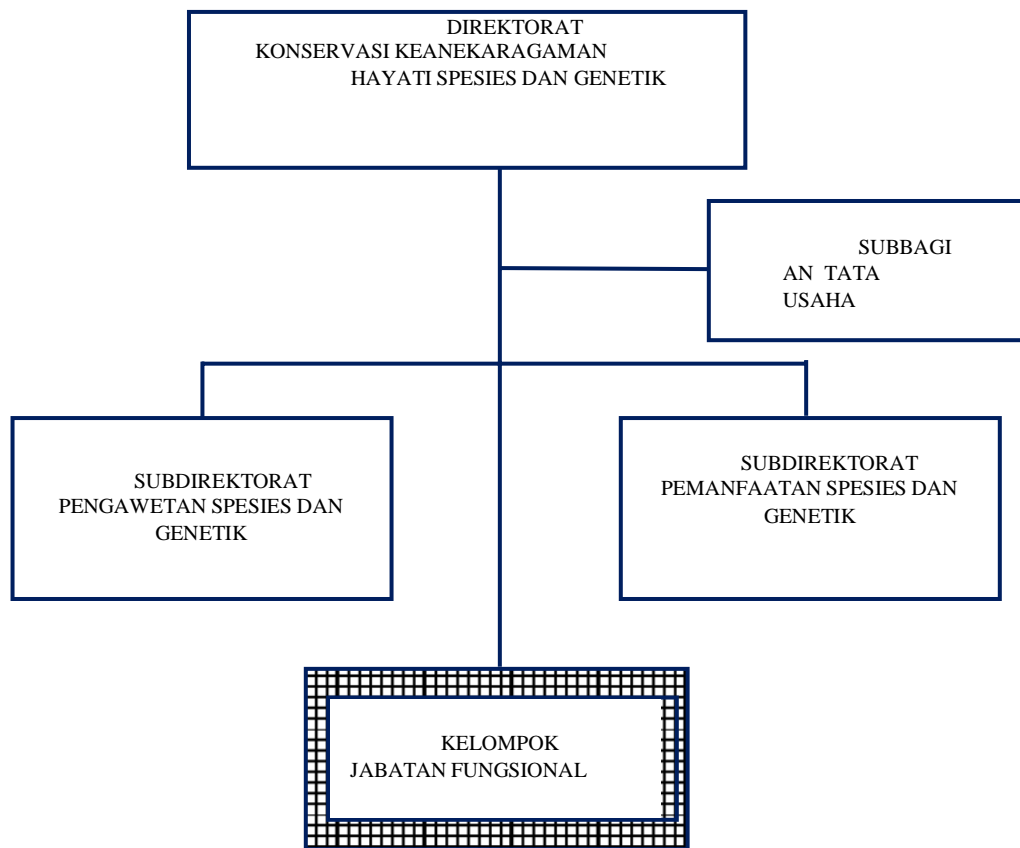 DIREKTORAT
KONSERVASI KEANEKARAGAMAN
HAYATI SPESIES DAN GENETIK
SUBBAGI
AN TATA
USAHA
SUBDIREKTORAT
PENGAWETAN SPESIES DAN
GENETIK
SUBDIREKTORAT
PEMANFAATAN SPESIES DAN
GENETIK
KELOMPOK
JABATAN FUNGSIONAL